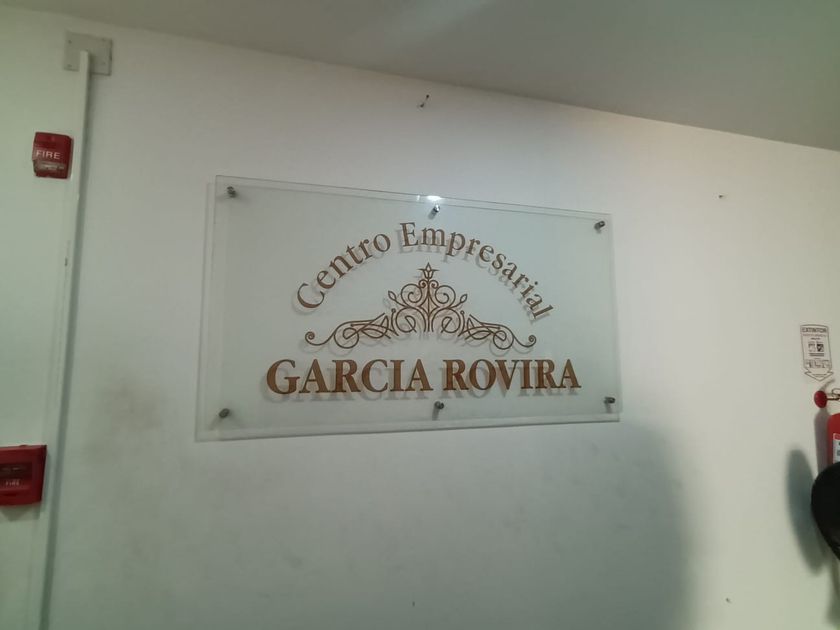 FIRE
Centro Empresarial
GARCIA ROVIRA
EXTINTOR
FIRE